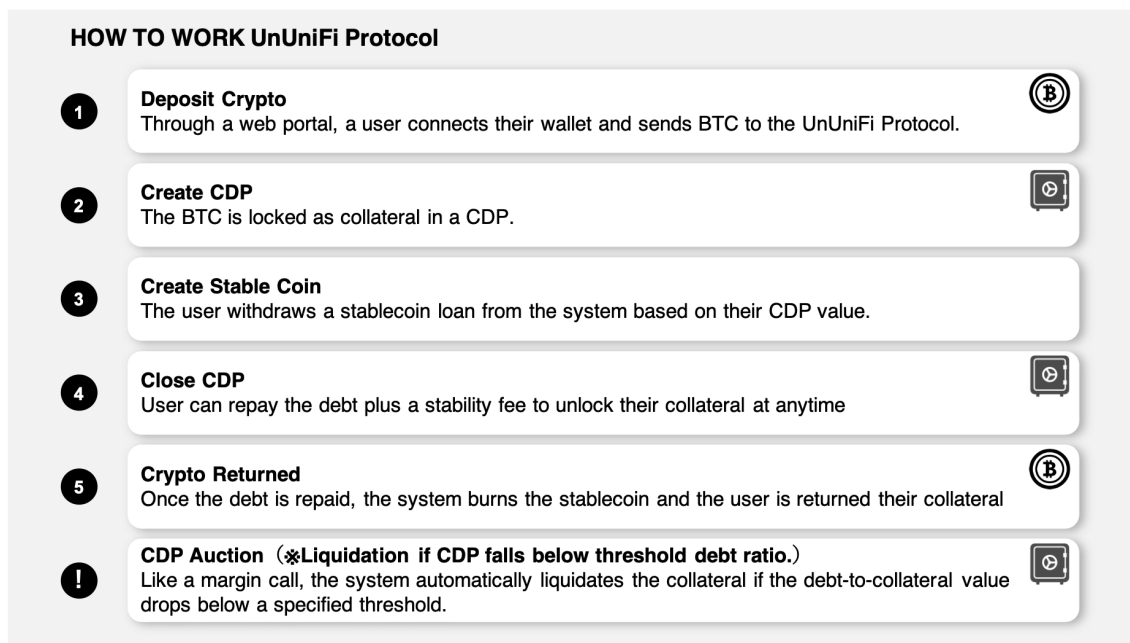 HOW TO WORK UnUniFi Protocol
1
Deposit Crypto
Through a web portal, a user connects their wallet and sends BTC to the UnUniFi Protocol.
2
Create CDP
The BTC is locked as collateral in a CDP.
3
Create Stable Coin
The user withdraws a stablecoin loan from the system based on their CDP value.
4
Close CDP
User can repay the debt plus a stability fee to unlock their collateral at anytime
5
Crypto Returned
Once the debt is repaid, the system burns the stablecoin and the user is returned their collateral
!
CDP Auction（※Liquidation if CDP falls below threshold debt ratio.）
Like a margin call, the system automatically liquidates the collateral if the debt-to-collateral value
drops below a specified threshold.